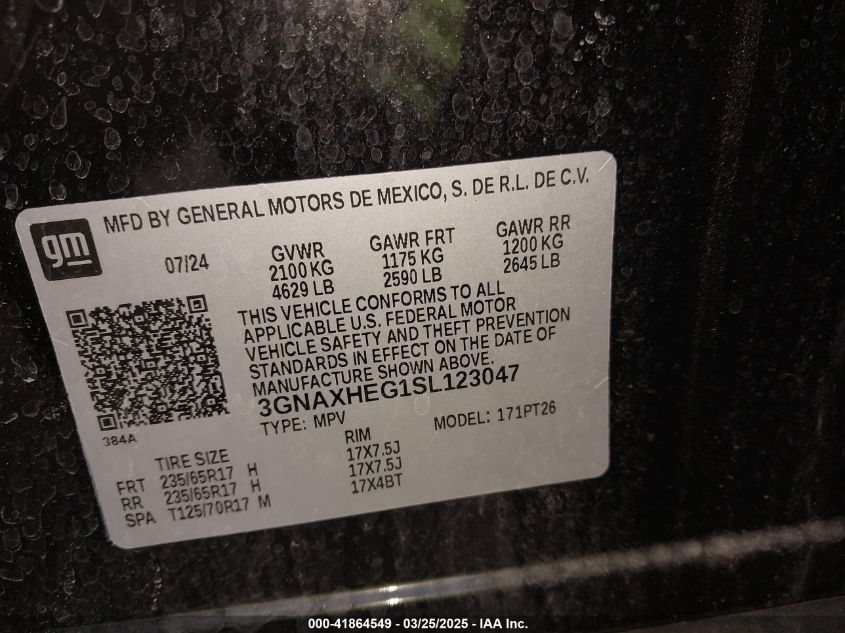 MFD BY GENERAL MOTORS DE MEXICO, S. DE R.L. DE C.V.
gm
07/24
GVWR GAWR FRT GAWR RR
2100 KG 1175 KG 1200 KG
4629 LB 2590 LB 2645 LB
THIS VEHICLE CONFORMS TO ALL
APPLICABLE U.S. FEDERAL MOTOR
VEHICLE SAFETY AND THEFT PREVENTION
STANDARDS IN EFFECT ON THE DATE OF
MANUFACTURE SHOWN ABOVE.
3GNAXHEG1SL123047
TYPE: MPV MODEL: 171PT26
384A
TIRE SIZE RIM
FRT 235/65R17 H 17X7.5J
RR 235/65R17 H 17X7.5J
SPA T125/70R17 M 17X4BT
000-41864549 - 03/25/2025 - IAA Inc.